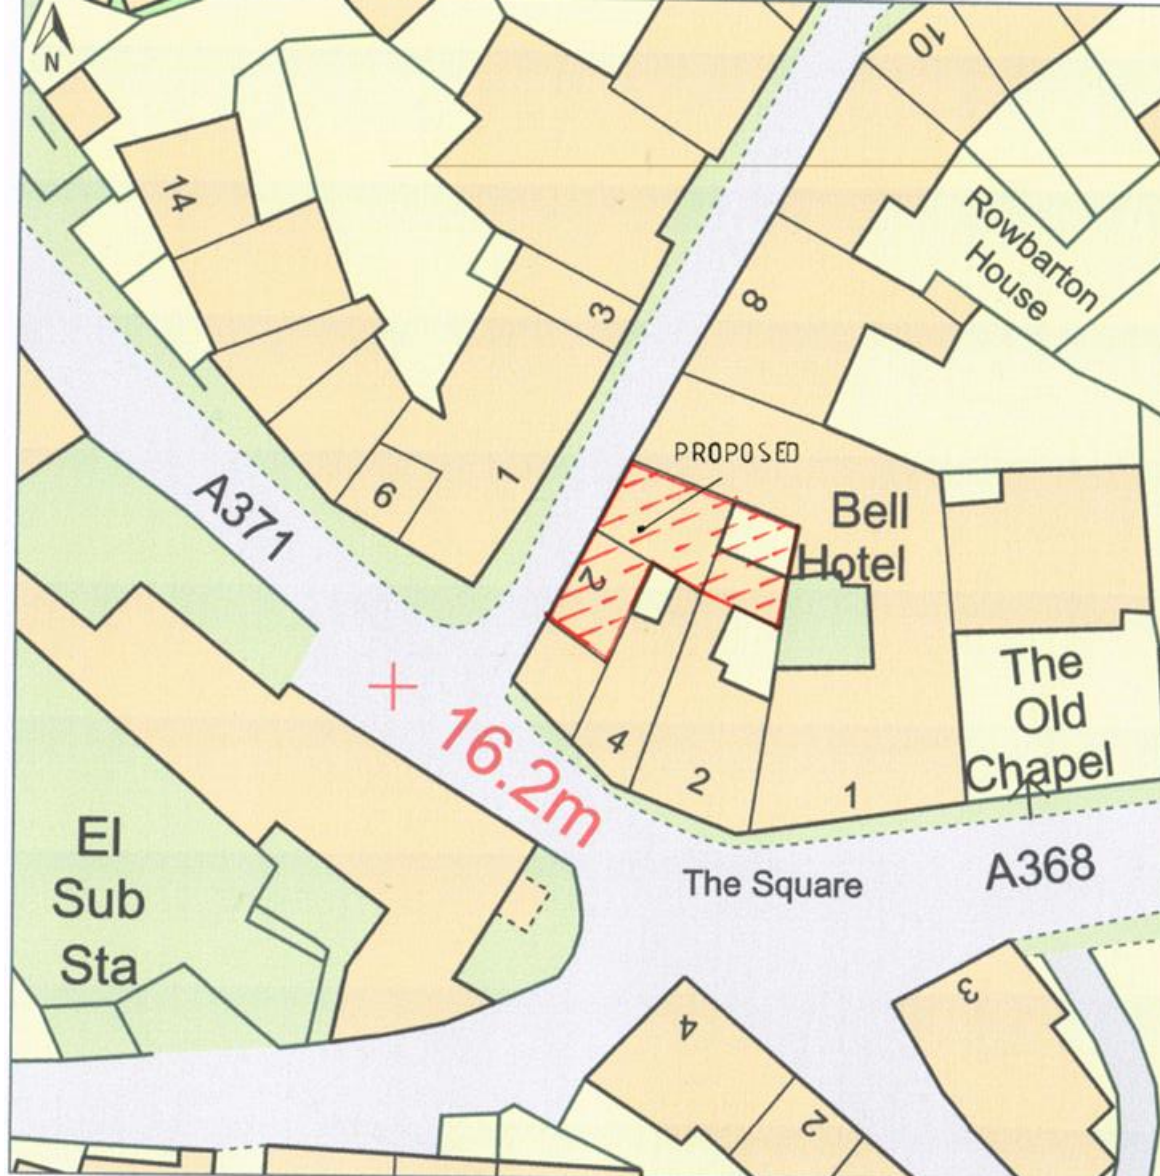 N
10
14
Rowbarton
House
3
8
PROPOSED
A371
6
1
Bell
Hotel
2
The
Old
Chapel
16.2m
4
2
1
El
Sub
Sta
The Square
A368
3
4
2